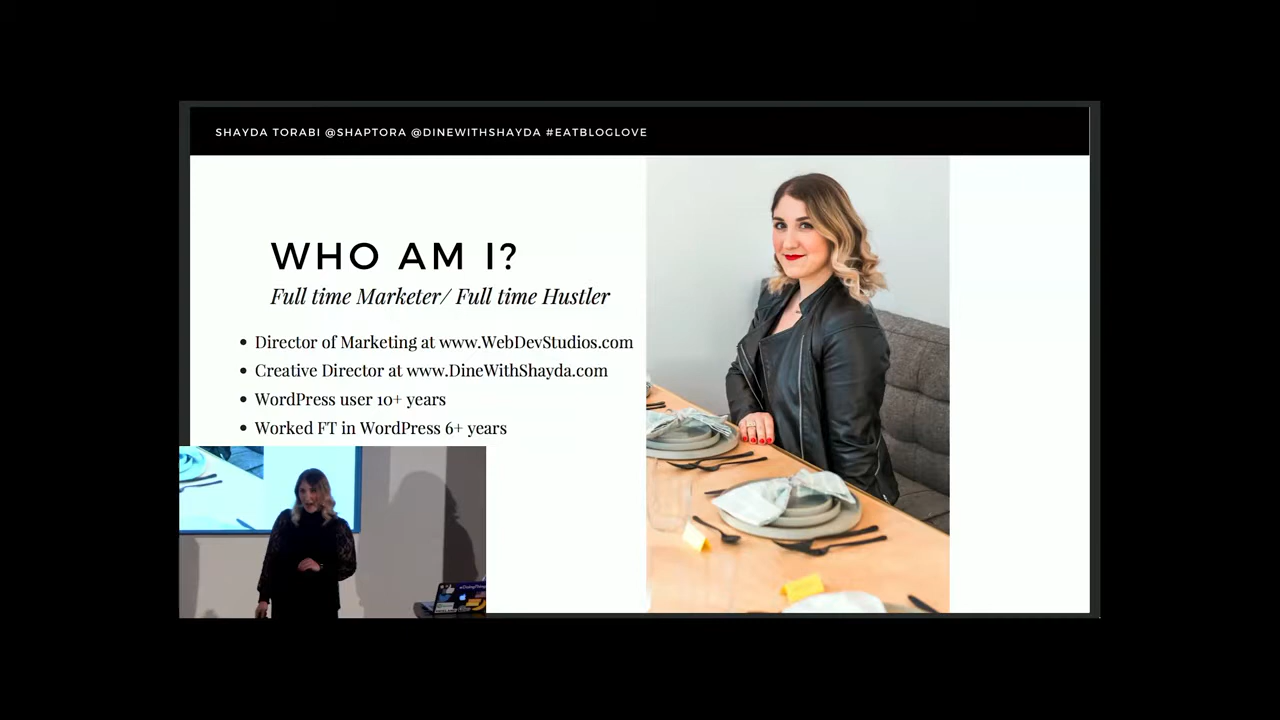 SHAYDA TORABI @SHAPTORA @DINEWITHSHAYDA #EATBLOGLOVE
WHO AM I?
Full time Marketer/ Full time Hustler
• Director of Marketing at www.WebDevStudios.com
• Creative Director at www.DineWithShayda.com
• WordPress user 10+ years
• Worked FT in WordPress 6+ years